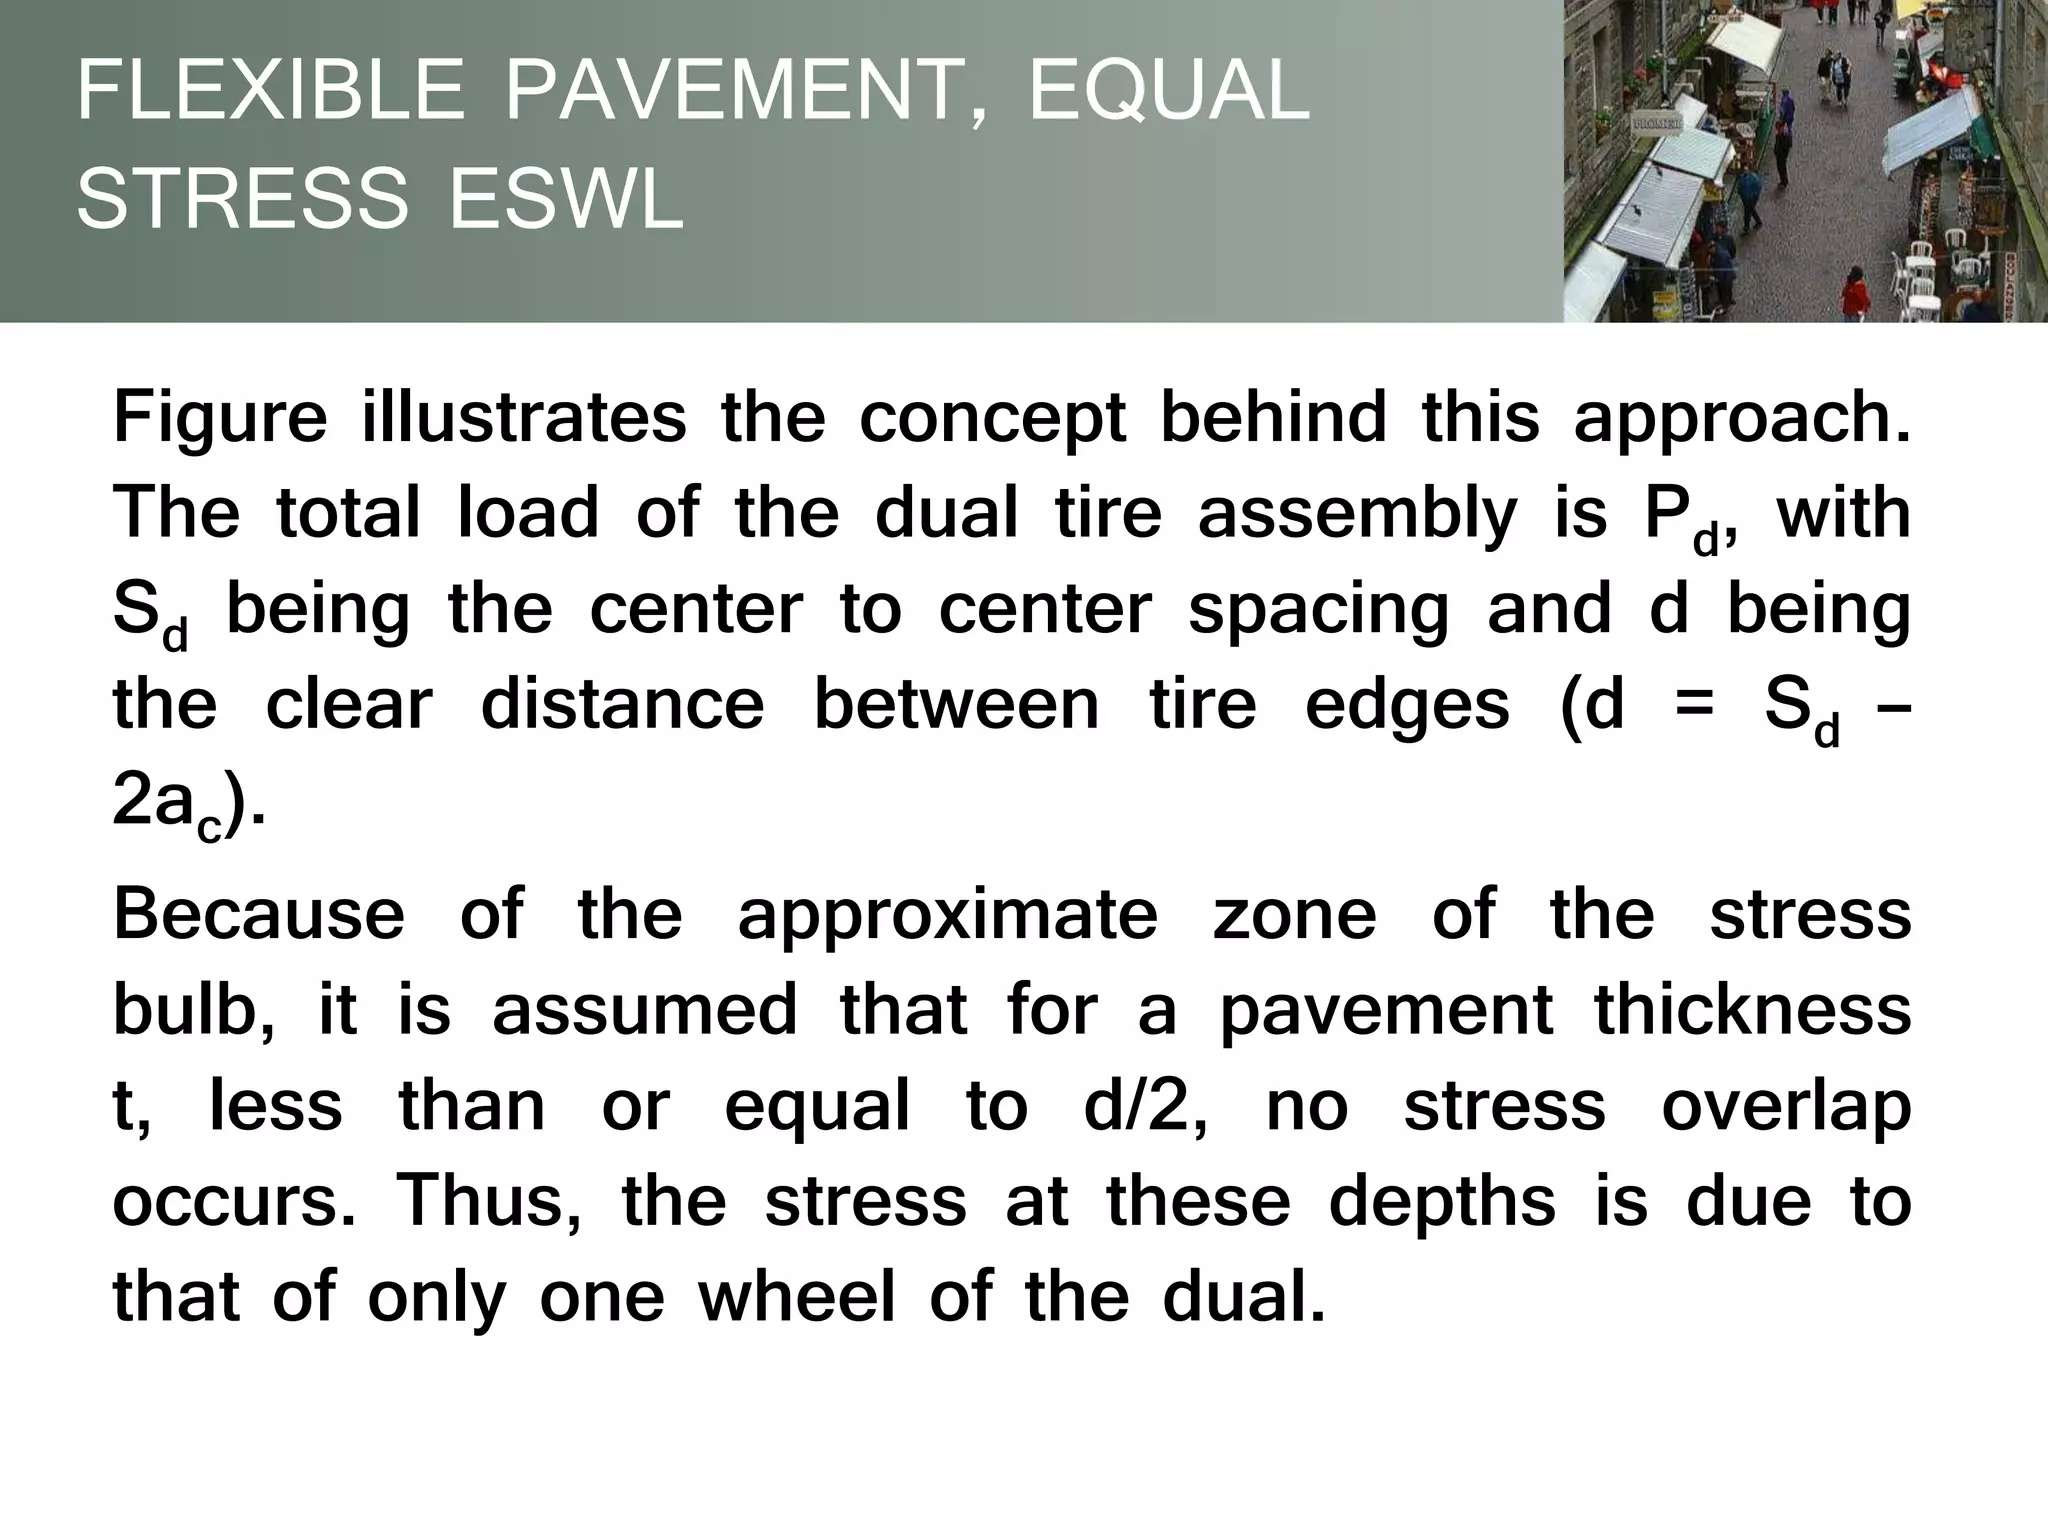 FLEXIBLE PAVEMENT, EQUAL
STRESS ESWL
Figure illustrates the concept behind this approach.
The total load of the dual tire assembly is Pd, with
Sd being the center to center spacing and d being
the clear distance between tire edges (d = Sd –
2ac).
Because of the approximate zone of the stress
bulb, it is assumed that for a pavement thickness
t, less than or equal to d/2, no stress overlap
occurs. Thus, the stress at these depths is due to
that of only one wheel of the dual.